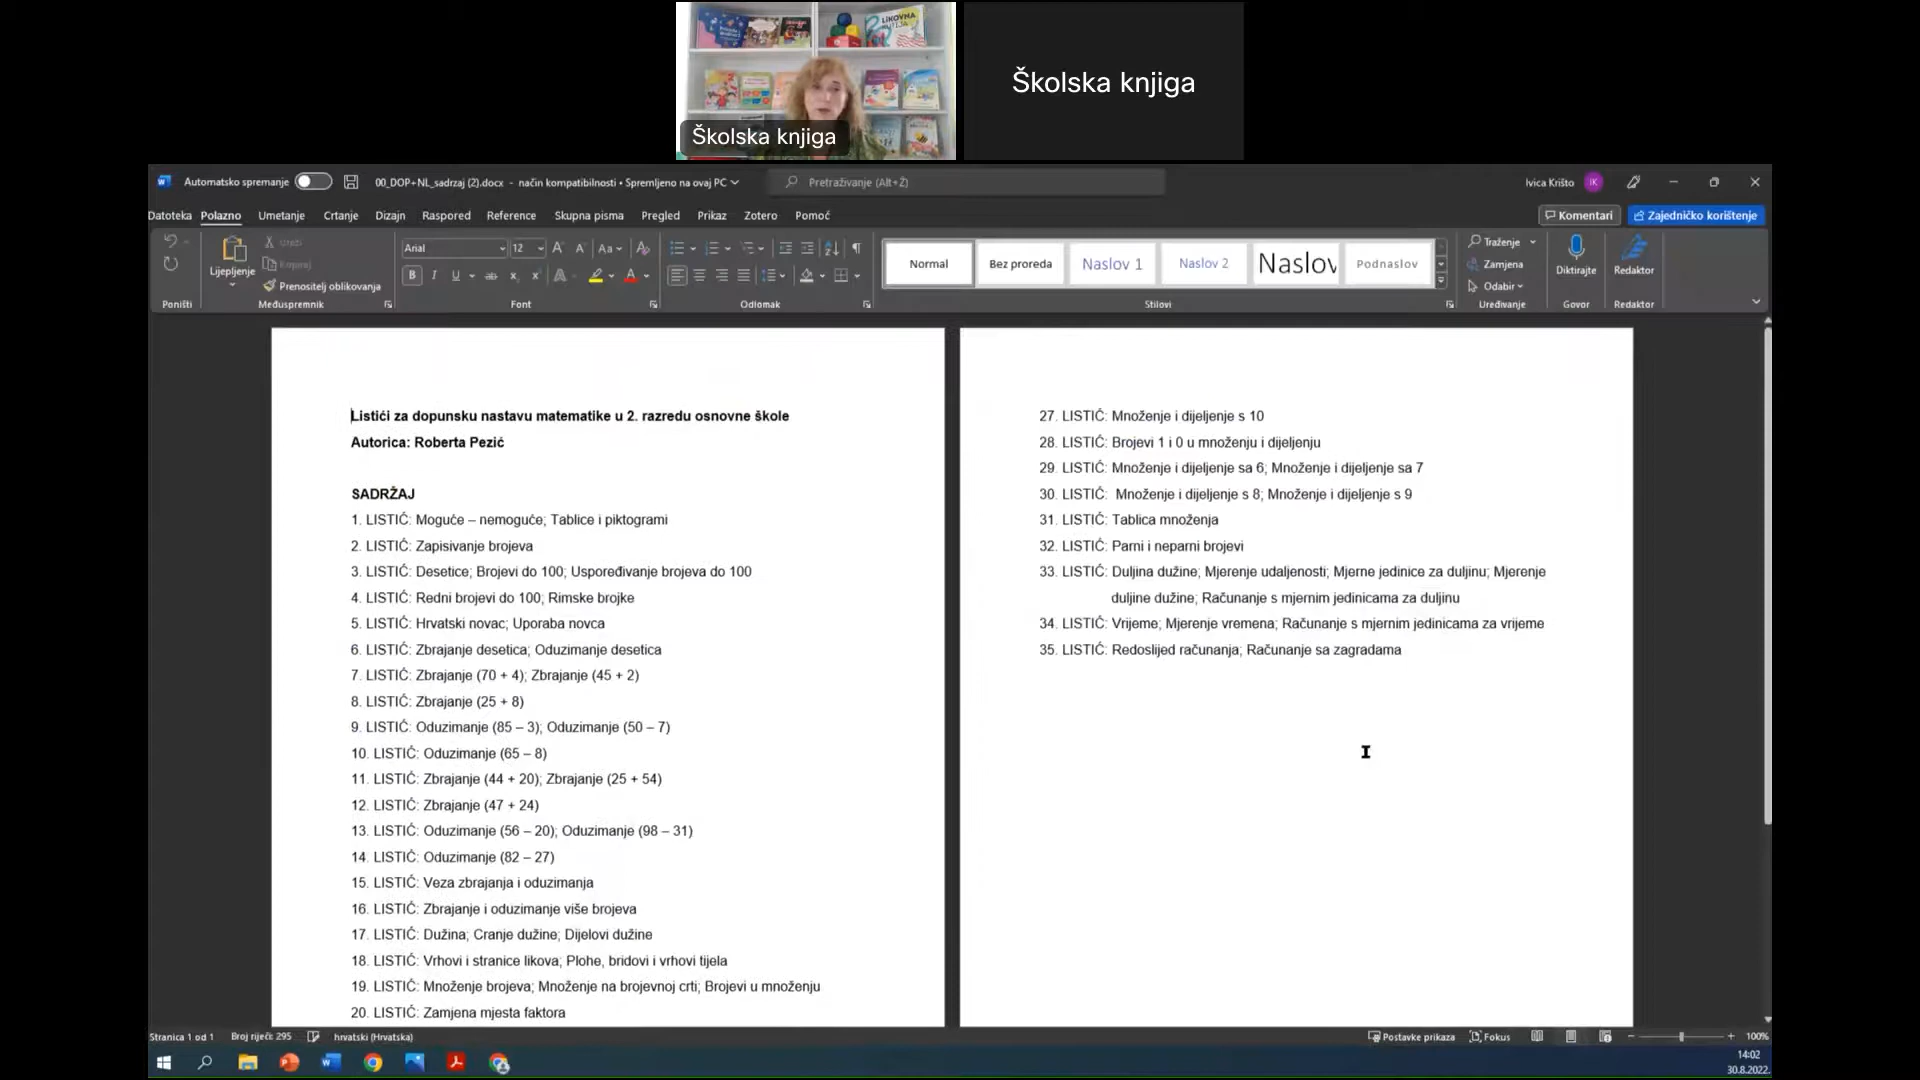 LIKOVNA
Školska knjiga
Školska knjiga
Automatsko spremanje
00_DOP+NL_sadrzaj (2).docx - način kompatibilnosti • Spremljeno na ovaj PC
Pretraživanje (Alt+Ž)
Ivica Krišto
IK
Datoteka Polazno Umetanje Crtanje Dizajn Raspored Reference Skupna pisma Pregled Prikaz Zotero Pomoć
Komentari
Zajedničko korištenje
Lijepljenje
Izreži
Kopiraj
Prenositelj oblikovanja
Arial
12
Normal
Bez proreda
Naslov 1
Naslov 2
Naslov
Podnaslov
Traženje
Zamjena
Odabir
Diktirajte
Redaktor
Poništi
Međuspremnik
Font
Odlomak
Stilovi
Uređivanje
Govor
Redaktor
Listići za dopunsku nastavu matematike u 2. razredu osnovne škole
Autorica: Roberta Pezić
SADRŽAJ
1. LISTIĆ: Moguće – nemoguće; Tablice i piktogrami
2. LISTIĆ: Zapisivanje brojeva
3. LISTIĆ: Desetice; Brojevi do 100; Uspoređivanje brojeva do 100
4. LISTIĆ: Redni brojevi do 100; Rimske brojke
5. LISTIĆ: Hrvatski novac; Uporaba novca
6. LISTIĆ: Zbrajanje desetica; Oduzimanje desetica
7. LISTIĆ: Zbrajanje (70 + 4); Zbrajanje (45 + 2)
8. LISTIĆ: Zbrajanje (25 + 8)
9. LISTIĆ: Oduzimanje (85 – 3); Oduzimanje (50 – 7)
10. LISTIĆ: Oduzimanje (65 – 8)
11. LISTIĆ: Zbrajanje (44 + 20); Zbrajanje (25 + 54)
12. LISTIĆ: Zbrajanje (47 + 24)
13. LISTIĆ: Oduzimanje (56 – 20); Oduzimanje (98 – 31)
14. LISTIĆ: Oduzimanje (82 – 27)
15. LISTIĆ: Veza zbrajanja i oduzimanja
16. LISTIĆ: Zbrajanje i oduzimanje više brojeva
17. LISTIĆ: Dužina; Cranje dužine; Dijelovi dužine
18. LISTIĆ: Vrhovi i stranice likova; Plohe, bridovi i vrhovi tijela
19. LISTIĆ: Množenje brojeva; Množenje na brojevnoj crti; Brojevi u množenju
20. LISTIĆ: Zamjena mjesta faktora
27. LISTIĆ: Množenje i dijeljenje s 10
28. LISTIĆ: Brojevi 1 i 0 u množenju i dijeljenju
29. LISTIĆ: Množenje i dijeljenje sa 6; Množenje i dijeljenje sa 7
30. LISTIĆ: Množenje i dijeljenje s 8; Množenje i dijeljenje s 9
31. LISTIĆ: Tablica množenja
32. LISTIĆ: Parni i neparni brojevi
33. LISTIĆ: Duljina dužine; Mjerenje udaljenosti; Mjerne jedinice za duljinu; Mjerenje
duljine dužine; Računanje s mjernim jedinicama za duljinu
34. LISTIĆ: Vrijeme; Mjerenje vremena; Računanje s mjernim jedinicama za vrijeme
35. LISTIĆ: Redoslijed računanja; Računanje sa zagradama
Stranica 1 od 1
Broj riječi: 295
hrvatski (Hrvatska)
Postavke prikaza
Fokus
100%
14:02
30.8.2022.